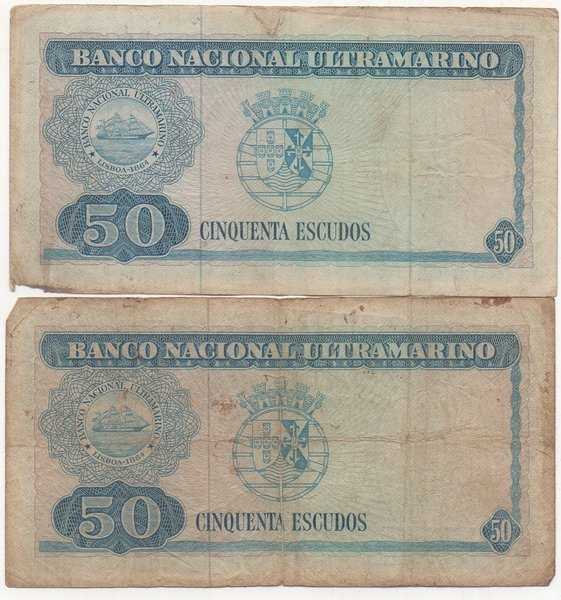 BANCO NACIONAL ULTRAMARINO
BANCO NACIONAL ULTRAMARINO
LISBOA-1864
50
CINQUENTA ESCUDOS
50
BANCO NACIONAL ULTRAMARINO
BANCO NACIONAL ULTRAMARINO
LISBOA-1864
50
CINQUENTA ESCUDOS
50